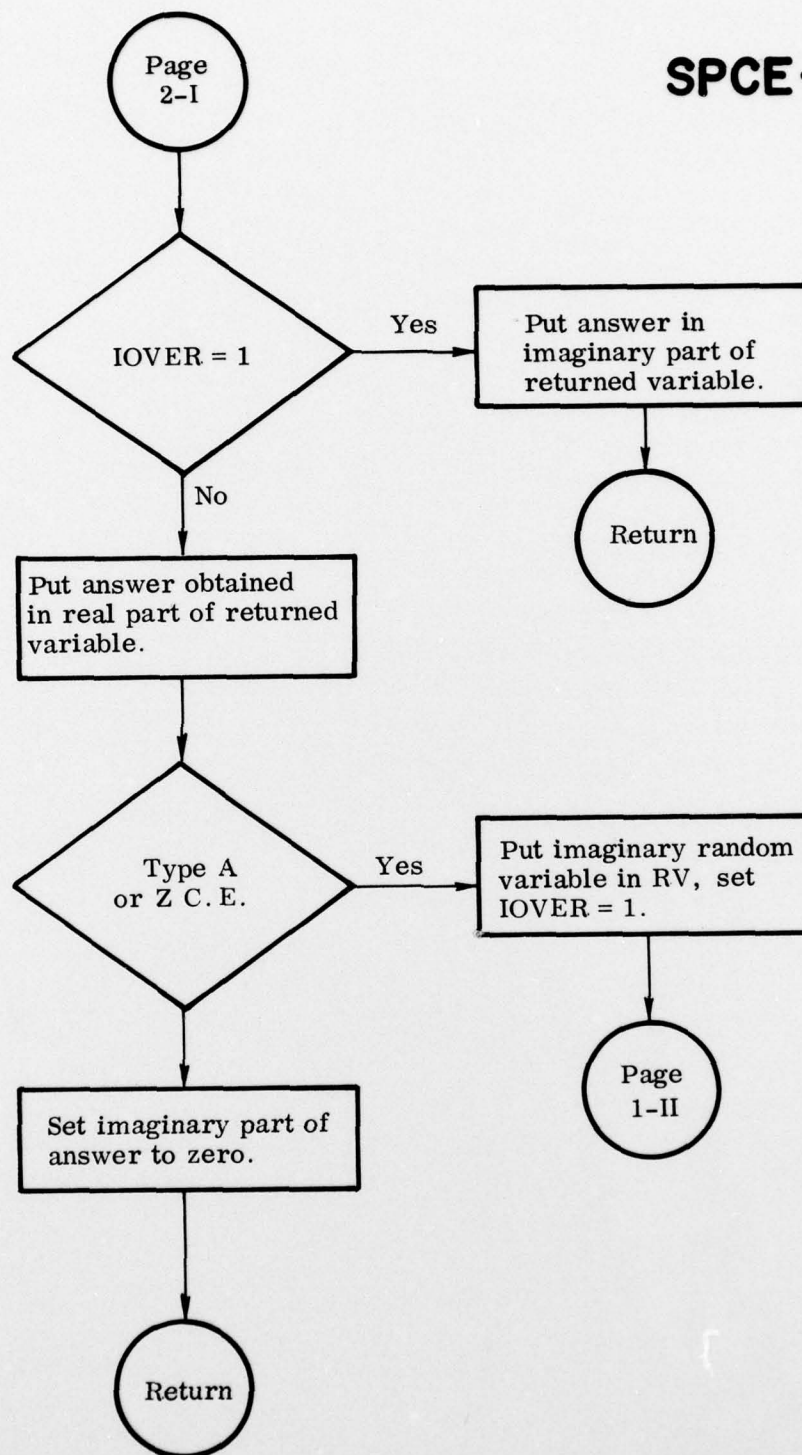 SPCE
Page
2-I
IOVER = 1
Yes
Put answer in
imaginary part of
returned variable.
Return
No
Put answer obtained
in real part of returned
variable.
Type A
or Z C.E.
Yes
Put imaginary random
variable in RV, set
IOVER = 1.
Page
1-II
Set imaginary part of
answer to zero.
Return